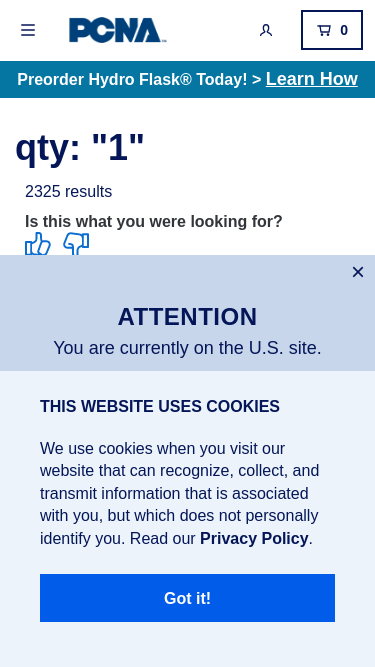 PCNA
0
Preorder Hydro Flask® Today! > Learn How
qty: "1"
2325 results
Is this what you were looking for?
ATTENTION
You are currently on the U.S. site.
THIS WEBSITE USES COOKIES
We use cookies when you visit our
website that can recognize, collect, and
transmit information that is associated
with you, but which does not personally
identify you. Read our Privacy Policy.
Got it!